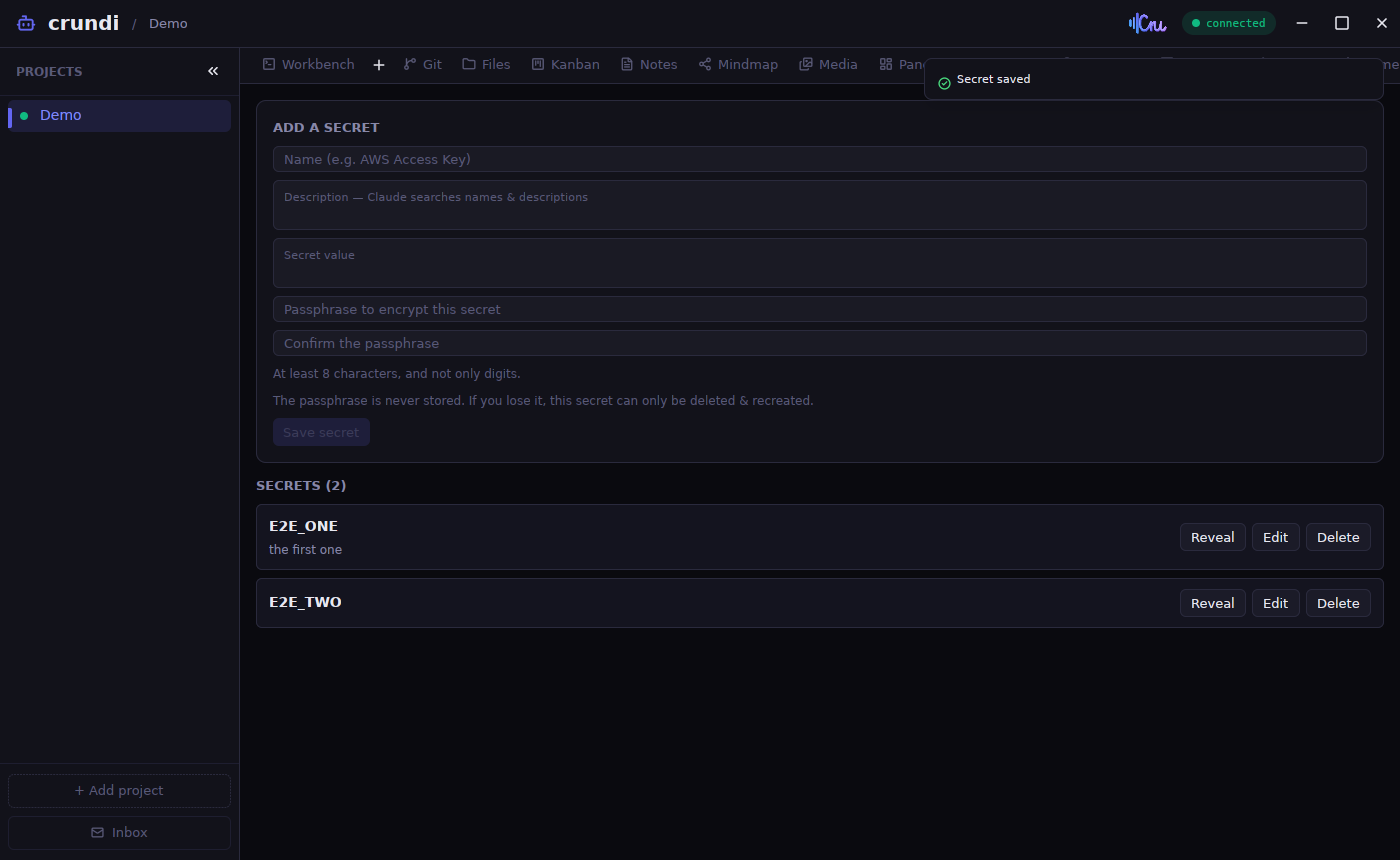 crundi / Demo
Cru
connected
PROJECTS
Workbench
Git
Files
Kanban
Notes
Mindmap
Media
Secret saved
Demo
ADD A SECRET
Name (e.g. AWS Access Key)
Description — Claude searches names & descriptions
Secret value
Passphrase to encrypt this secret
Confirm the passphrase
At least 8 characters, and not only digits.
The passphrase is never stored. If you lose it, this secret can only be deleted & recreated.
Save secret
SECRETS (2)
E2E_ONE
the first one
Reveal Edit Delete
E2E_TWO
Reveal Edit Delete
+ Add project
Inbox